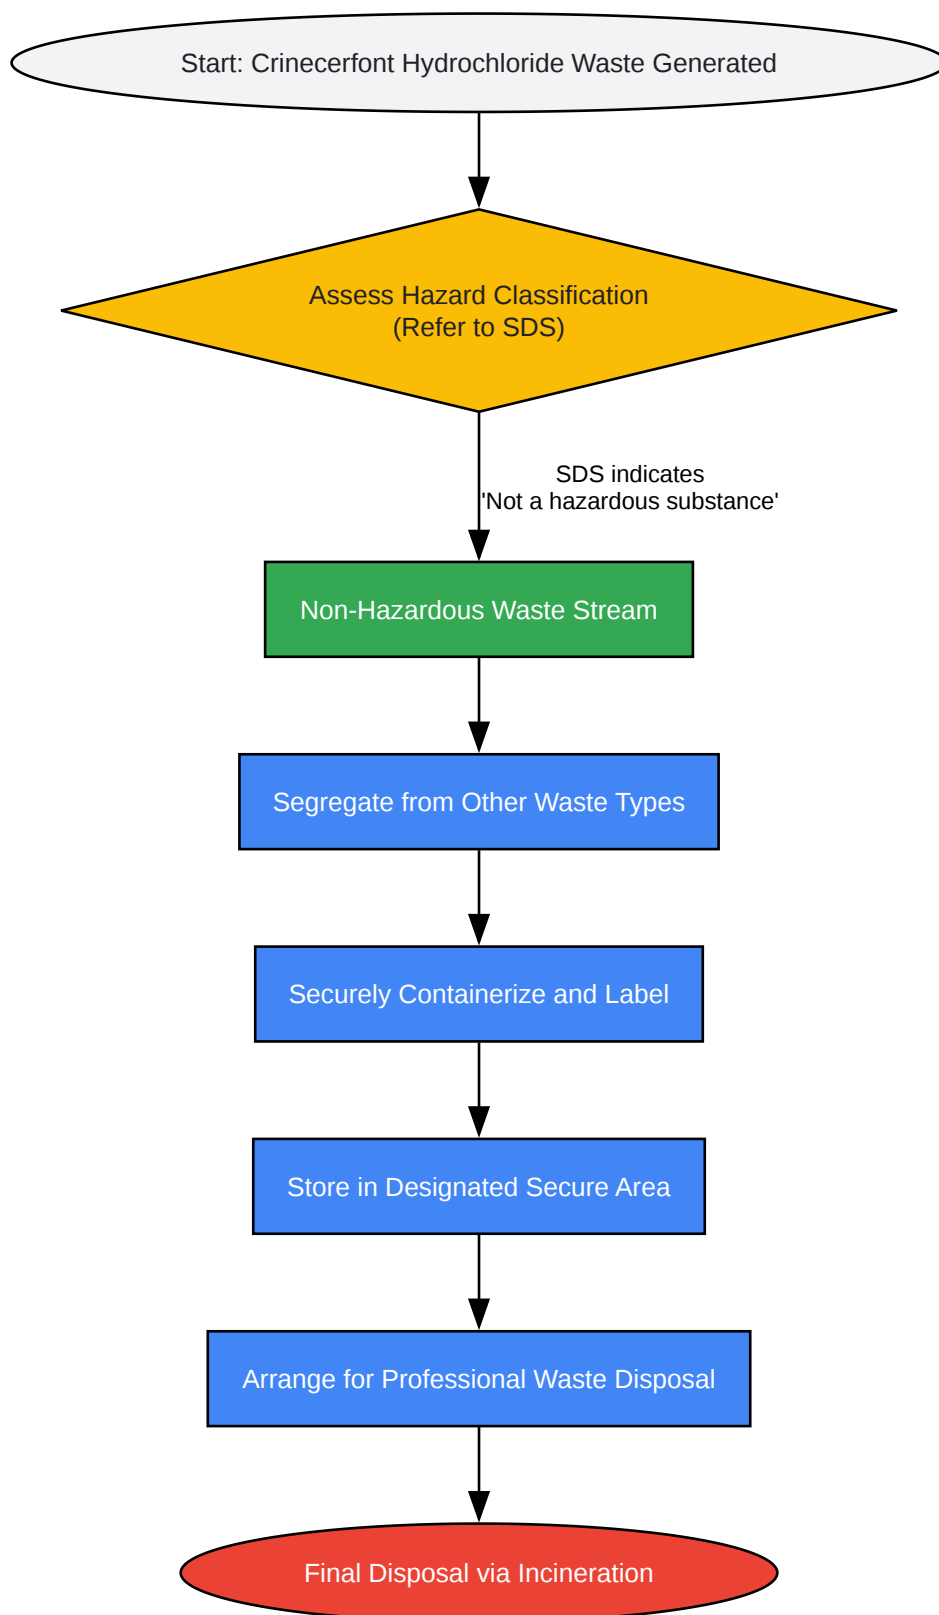 Start: Crinecerfont Hydrochloride Waste Generated
Assess Hazard Classification
(Refer to SDS)
SDS indicates
'Not a hazardous substance'
Non-Hazardous Waste Stream
Segregate from Other Waste Types
Securely Containerize and Label
Store in Designated Secure Area
Arrange for Professional Waste Disposal
Final Disposal via Incineration